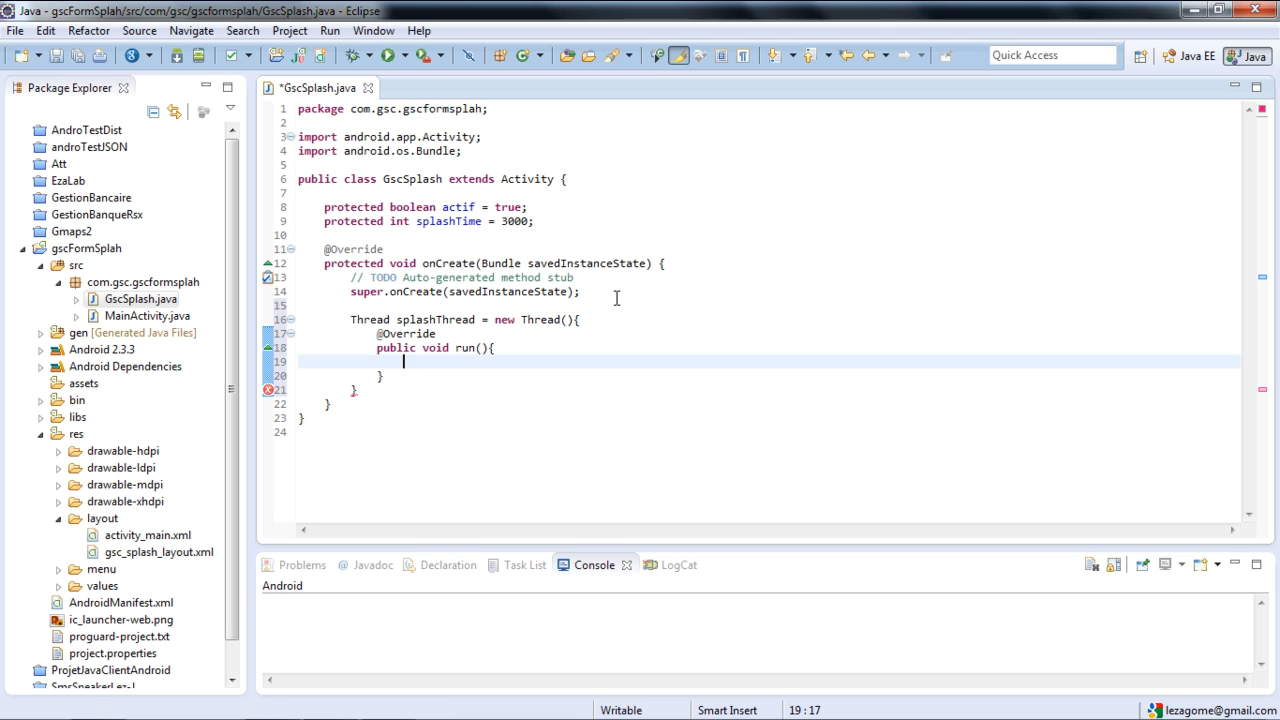 Java - gscFormSplah/src/com/gsc/gscformsplah/GscSplash.java - Eclipse
File Edit Refactor Source Navigate Search Project Run Window Help
Quick Access Java EE Java
Package Explorer
AndroTestDist
androTestJSON
Att
EzaLab
GestionBancaire
GestionBanqueRsx
Gmaps2
gscFormSplah
src
com.gsc.gscformsplah
GscSplash.java
MainActivity.java
gen [Generated Java Files]
Android 2.3.3
Android Dependencies
assets
bin
libs
res
drawable-hdpi
drawable-ldpi
drawable-mdpi
drawable-xhdpi
layout
activity_main.xml
gsc_splash_layout.xml
menu
values
AndroidManifest.xml
ic_launcher-web.png
proguard-project.txt
project.properties
ProjetJavaClientAndroid
*GscSplash.java
1 package com.gsc.gscformsplah;
2
3 import android.app.Activity;
4 import android.os.Bundle;
5
6 public class GscSplash extends Activity {
7
8 protected boolean actif = true;
9 protected int splashTime = 3000;
10
11 @Override
12 protected void onCreate(Bundle savedInstanceState) {
13 // TODO Auto-generated method stub
14 super.onCreate(savedInstanceState);
15
16 Thread splashThread = new Thread(){
17 @Override
18 public void run(){
19
20 }
21 }
22 }
23 }
24
Problems Javadoc Declaration Task List Console LogCat
Android
Writable Smart Insert 19 : 17 lezagome@gmail.com